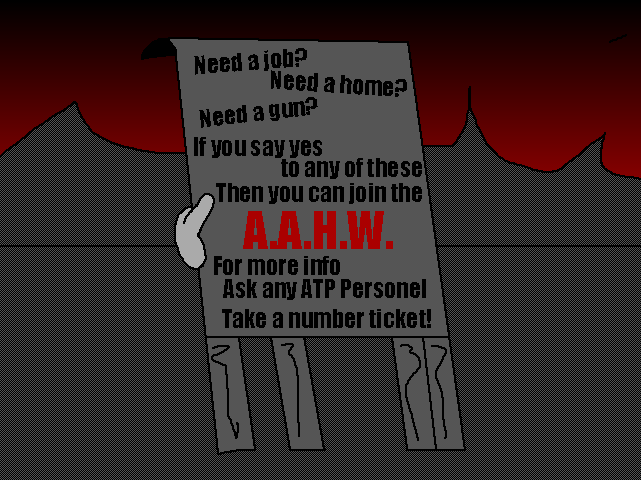 Need a job?
Need a home?
Need a gun?
If you say yes
to any of these
Then you can join the
A.A.H.W.
For more info
Ask any ATP Personel
Take a number ticket!